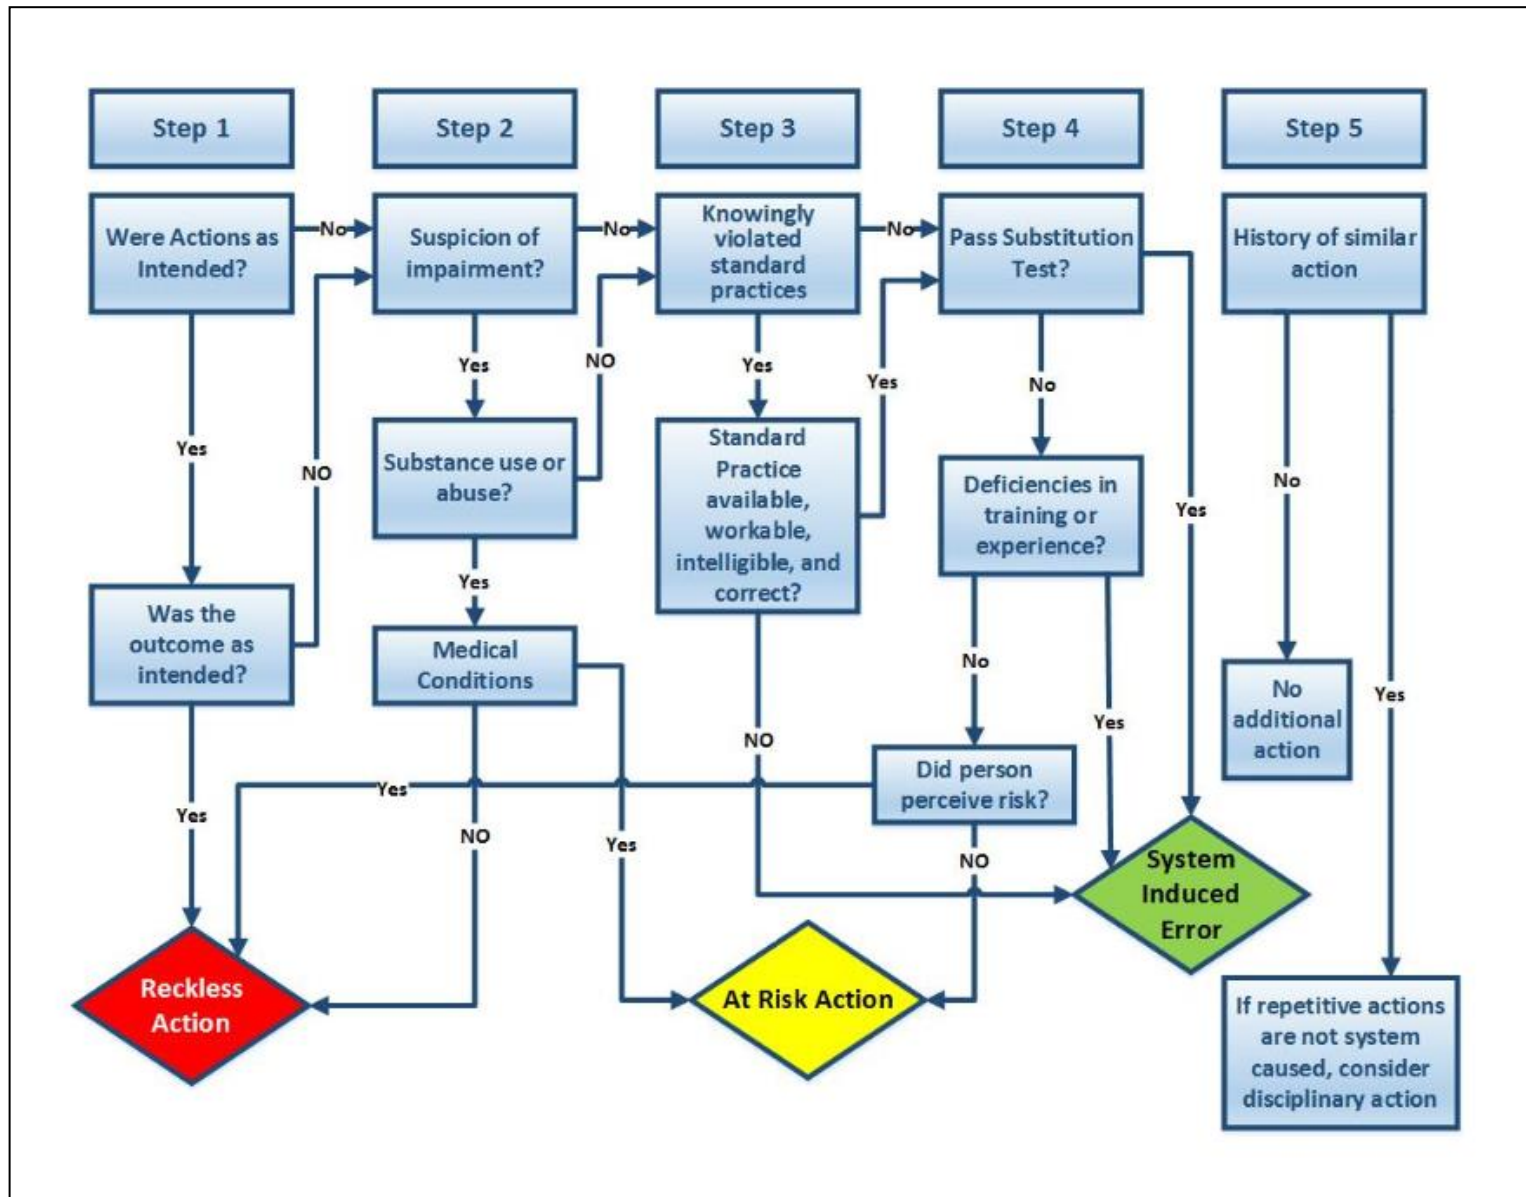 Step 1
Step 2
Step 3
Step 4
Step 5
Were Actions as
Intended?
No
Suspicion of
impairment?
No
Knowingly
violated
standard
practices
No
Pass Substitution
Test?
History of similar
action
Yes
NO
Yes
NO
Yes
Yes
No
Yes
No
Yes
Substance use or
abuse?
Standard
Practice
available,
workable,
intelligible, and
correct?
Deficiencies in
training or
experience?
Yes
Was the
outcome as
intended?
Medical
Conditions
No
Yes
No
additional
action
NO
Did person
perceive risk?
Yes
Yes
NO
Yes
NO
System
Induced
Error
Reckless
Action
At Risk Action
If repetitive actions
are not system
caused, consider
disciplinary action